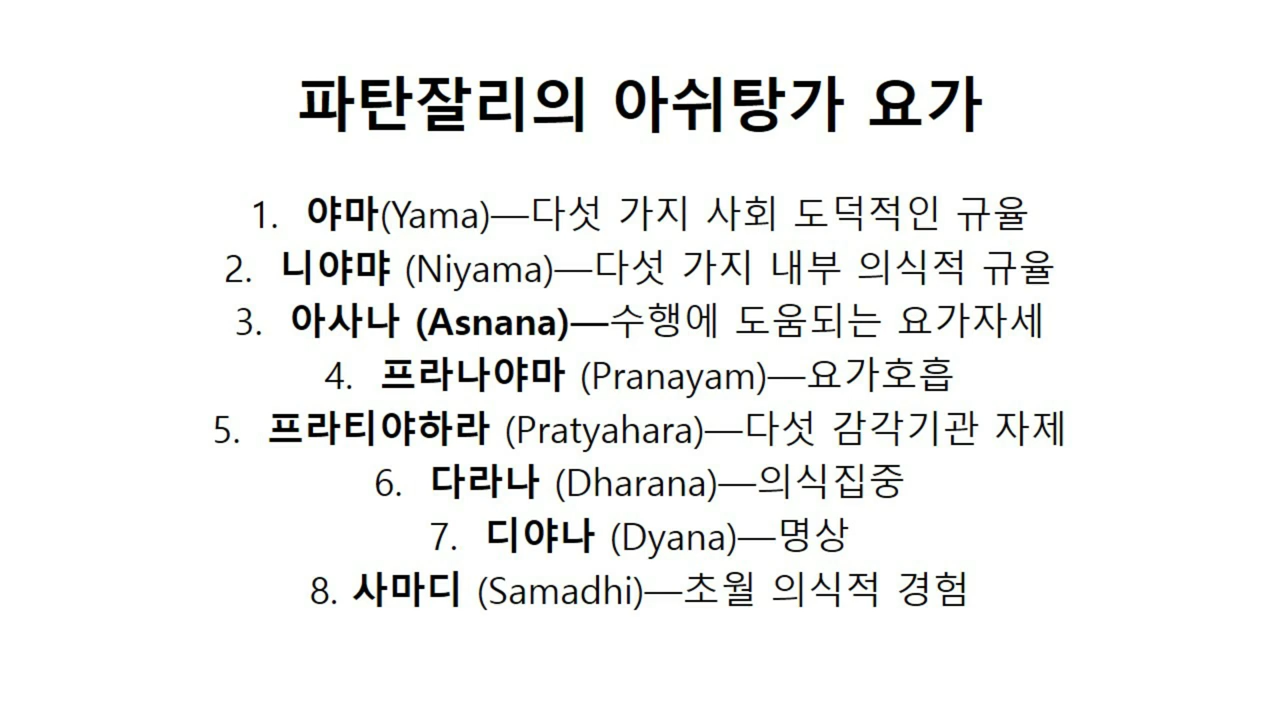 파탄잘리의 아쉬탕가 요가
1. 야마(Yama)—다섯 가지 사회 도덕적인 규율
2. 니야먀 (Niyama)—다섯 가지 내부 의식적 규율
3. 아사나 (Asnana)—수행에 도움되는 요가자세
4. 프라나야마 (Pranayam)—요가호흡
5. 프라티야하라 (Pratyahara)—다섯 감각기관 자제
6. 다라나 (Dharana)—의식집중
7. 디야나 (Dyana)—명상
8. 사마디 (Samadhi)—초월 의식적 경험